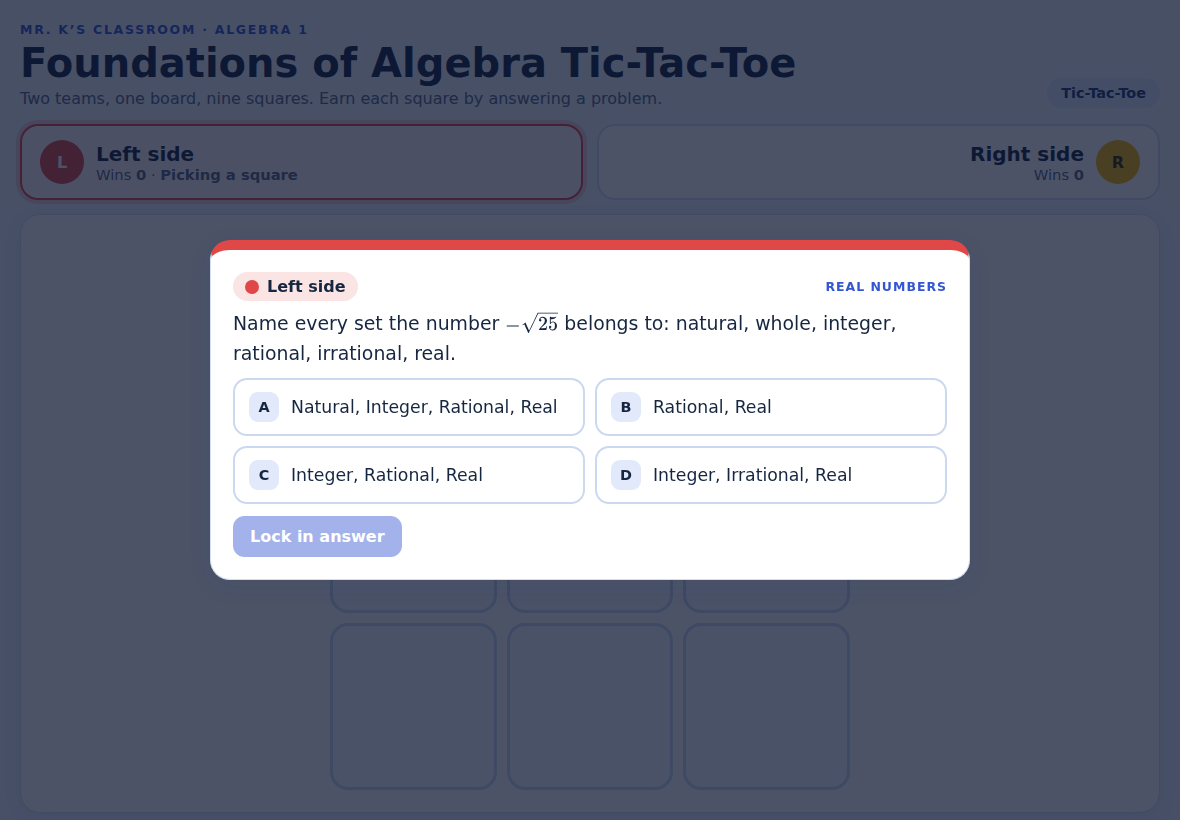 MR. K’S CLASSROOM · ALGEBRA 1
Foundations of Algebra Tic-Tac-Toe
Two teams, one board, nine squares. Earn each square by answering a problem.
Tic-Tac-Toe
L
Left side
Wins 0 · Picking a square
Right side
Wins 0
R
Left side
REAL NUMBERS
Name every set the number −√25 belongs to: natural, whole, integer,
rational, irrational, real.
A Natural, Integer, Rational, Real
B Rational, Real
C Integer, Rational, Real
D Integer, Irrational, Real
Lock in answer